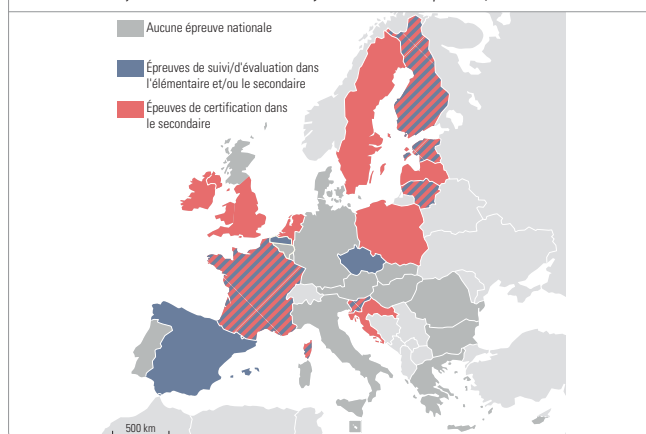 Aucune épreuve nationale
Épreuves de suivi/d'évaluation dans
l'élémentaire et/ou le secondaire
Épeuves de certification dans
le secondaire
500 km